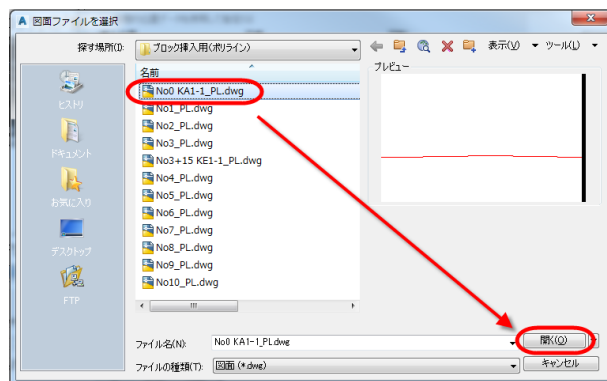 図面ファイルを選択
探す場所(I):
ブロック挿入用(ポリライン)
表示(V)
ツール(L)
ヒストリ
ドキュメント
お気に入り
デスクトップ
FTP
名前
No0 KA1-1_PL.dwg
No1_PL.dwg
No2_PL.dwg
No3_PL.dwg
No3+15 KE1-1_PL.dwg
No4_PL.dwg
No5_PL.dwg
No6_PL.dwg
No7_PL.dwg
No8_PL.dwg
No9_PL.dwg
No10_PL.dwg
プレビュー
ファイル名(N):
No0 KA1-1_PL.dwg
開く(O)
ファイルの種類(T):
図面 (*.dwg)
キャンセル